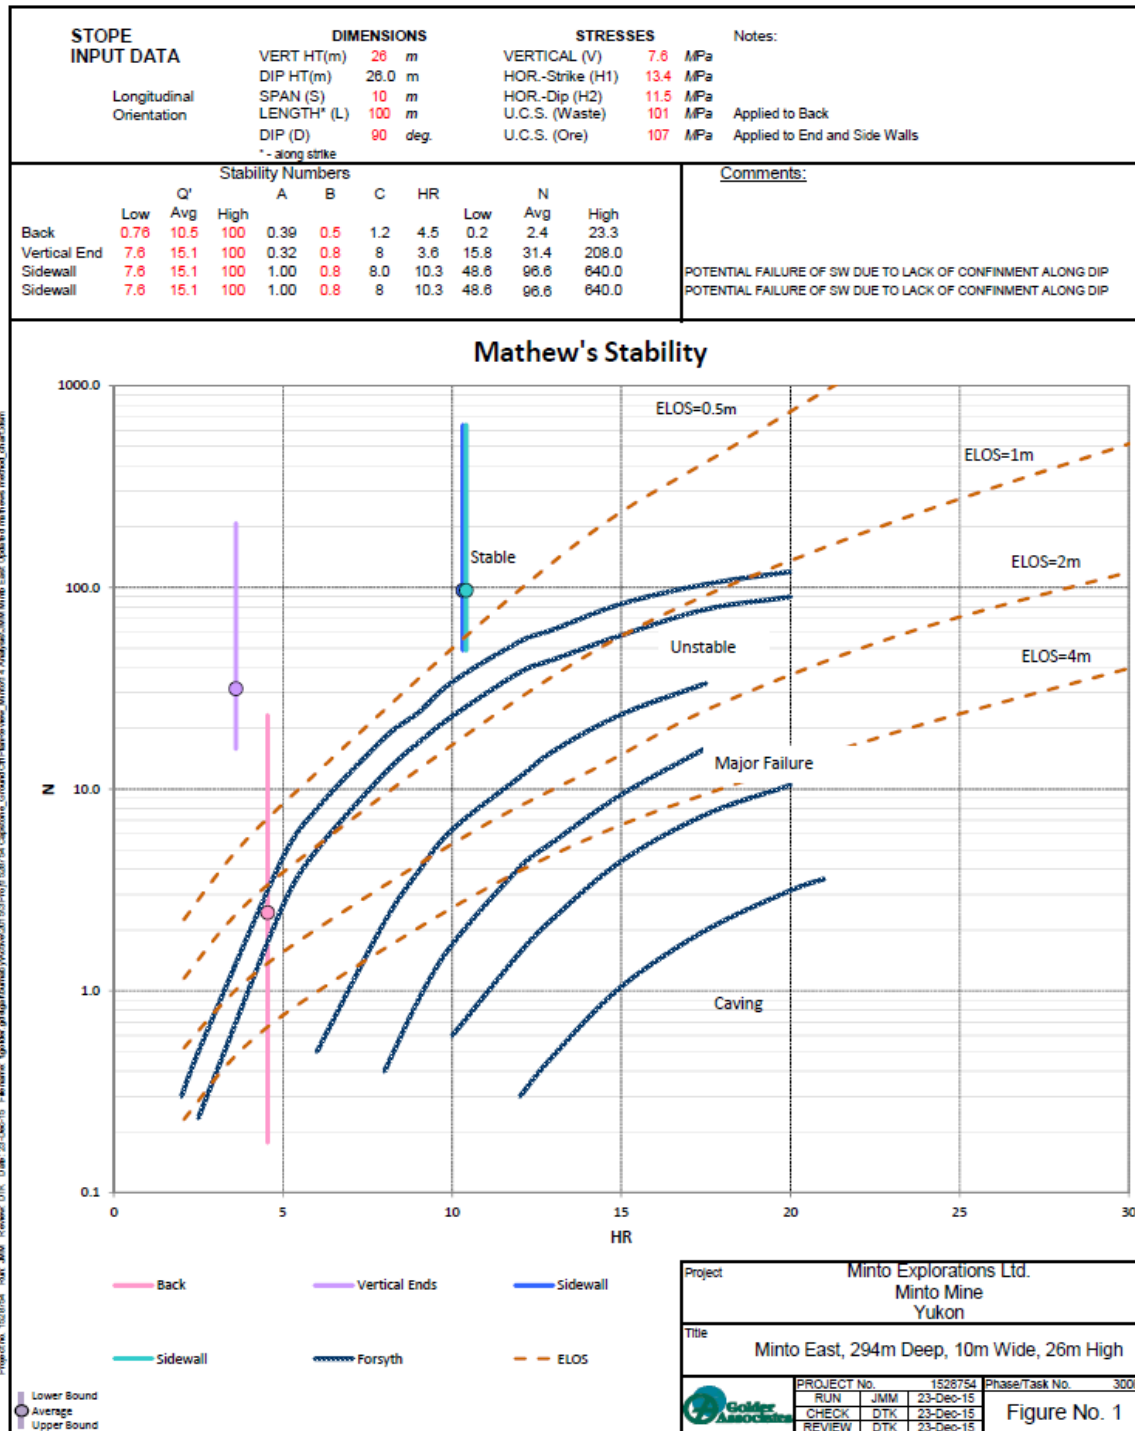 STOPE INPUT DATA
Longitudinal Orientation
DIMENSIONS
VERT HT(m) 26 m
DIP HT(m) 26.0 m
SPAN (S) 10 m
LENGTH* (L) 100 m
DIP (D) 90 deg.
* - along strike
STRESSES
VERTICAL (V) 7.6 MPa
HOR.-Strike (H1) 13.4 MPa
HOR.-Dip (H2) 11.5 MPa
U.C.S. (Waste) 101 MPa Applied to Back
U.C.S. (Ore) 107 MPa Applied to End and Side Walls
Notes:
Stability Numbers
Q' A B C HR N
Low Avg High Low Avg High
Back 0.76 10.5 100 0.39 0.5 1.2 4.5 0.2 2.4 23.3
Vertical End 7.6 15.1 100 0.32 0.8 8 3.6 15.8 31.4 208.0
Sidewall 7.6 15.1 100 1.00 0.8 8.0 10.3 48.6 96.6 640.0
Sidewall 7.6 15.1 100 1.00 0.8 8 10.3 48.6 96.6 640.0
Comments:
POTENTIAL FAILURE OF SW DUE TO LACK OF CONFINMENT ALONG DIP
POTENTIAL FAILURE OF SW DUE TO LACK OF CONFINMENT ALONG DIP
Mathew's Stability
1000.0
100.0
10.0
1.0
0.1
N
ELOS=0.5m
ELOS=1m
ELOS=2m
ELOS=4m
Stable
Unstable
Major Failure
Caving
0 5 10 15 20 25 30
HR
Back
Vertical Ends
Sidewall
Sidewall
Forsyth
ELOS
Lower Bound
Average
Upper Bound
Project
Minto Explorations Ltd.
Minto Mine
Yukon
Title
Minto East, 294m Deep, 10m Wide, 26m High
Golder Associates
PROJECT No. 1528754 Phase/Task No. 300
RUN JMM 23-Dec-15
CHECK DTK 23-Dec-15
REVIEW DTK 23-Dec-15
Figure No. 1